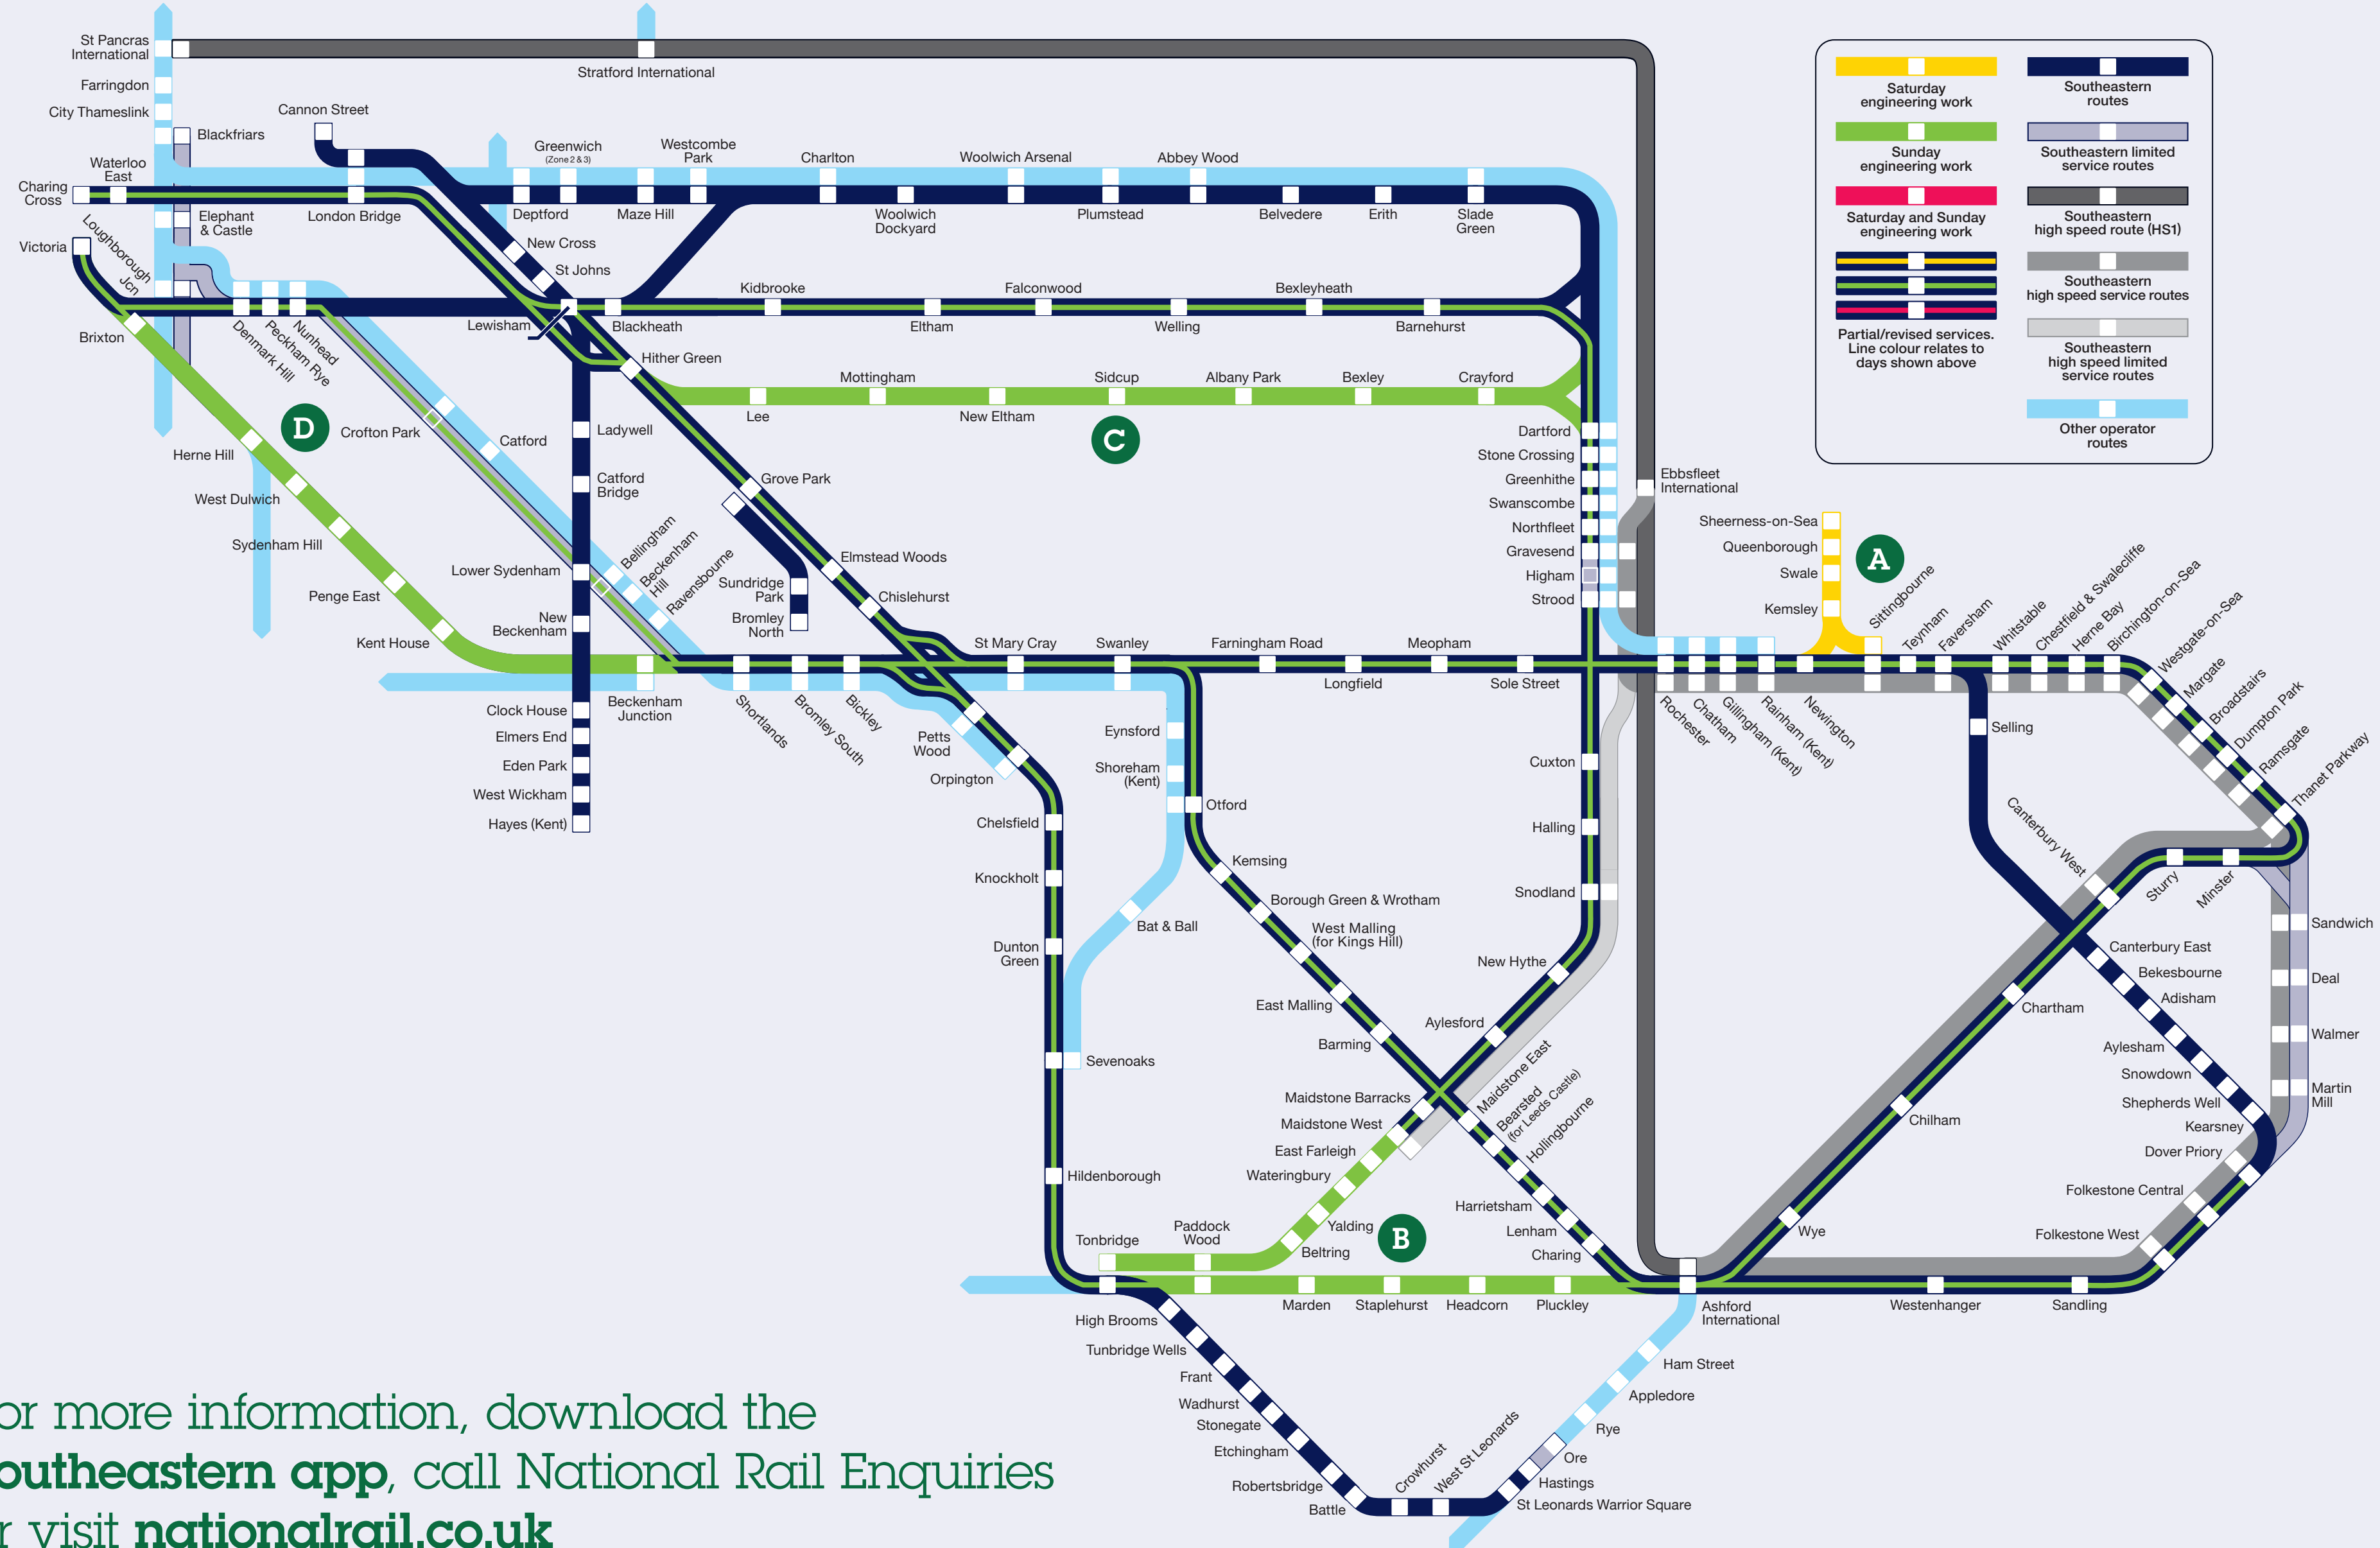 St Pancras
International
Farringdon
City Thameslink
Blackfriars
Waterloo
East
Charing
Cross
Victoria
Loughborough
Jcn
Elephant
& Castle
Cannon Street
London Bridge
Stratford International
Greenwich
(Zone 2 & 3)
Deptford
Westcombe
Park
Maze Hill
Charlton
Woolwich
Dockyard
Woolwich Arsenal
Plumstead
Abbey Wood
Belvedere
Erith
Slade
Green
New Cross
St Johns
Lewisham
Blackheath
Kidbrooke
Eltham
Falconwood
Welling
Bexleyheath
Barnehurst
Hither Green
Lee
Mottingham
New Eltham
Sidcup
Albany Park
Bexley
Crayford
C
Brixton
Denmark Hill
Peckham Rye
Nunhead
D
Crofton Park
Catford
Herne Hill
West Dulwich
Sydenham Hill
Penge East
Kent House
Ladywell
Catford
Bridge
Lower Sydenham
New
Beckenham
Clock House
Elmers End
Eden Park
West Wickham
Hayes (Kent)
Bellingham
Beckenham
Hill
Ravensbourne
Beckenham
Junction
Shortlands
Bromley South
Bickley
Grove Park
Sundridge
Park
Bromley
North
Elmstead Woods
Chislehurst
Petts
Wood
Orpington
Chelsfield
Knockholt
Dunton
Green
Sevenoaks
Hildenborough
Tonbridge
Paddock
Wood
St Mary Cray
Swanley
Farningham Road
Longfield
Meopham
Sole Street
Eynsford
Shoreham
(Kent)
Otford
Bat & Ball
Kemsing
Borough Green & Wrotham
West Malling
(for Kings Hill)
East Malling
Barming
Maidstone East
Bearsted
(for Leeds Castle)
Hollingbourne
Harrietsham
Lenham
Charing
Dartford
Stone Crossing
Greenhithe
Swanscombe
Northfleet
Gravesend
Higham
Strood
Cuxton
Halling
Snodland
New Hythe
Aylesford
Maidstone Barracks
Maidstone West
East Farleigh
Wateringbury
Yalding
Beltring
B
Marden
Staplehurst
Headcorn
Pluckley
Ashford
International
Ebbsfleet
International
Sheerness-on-Sea
Queenborough
Swale
Kemsley
A
Sittingbourne
Rochester
Chatham
Gillingham (Kent)
Rainham (Kent)
Newington
Teynham
Faversham
Whitstable
Chestfield & Swalecliffe
Herne Bay
Birchington-on-Sea
Westgate-on-Sea
Margate
Broadstairs
Dumpton Park
Ramsgate
Thanet Parkway
Selling
Canterbury West
Sturry
Minster
Sandwich
Deal
Walmer
Martin
Mill
Canterbury East
Bekesbourne
Adisham
Aylesham
Snowdown
Shepherds Well
Kearsney
Dover Priory
Folkestone Central
Folkestone West
Chartham
Chilham
Wye
Westenhanger
Sandling
High Brooms
Tunbridge Wells
Frant
Wadhurst
Stonegate
Etchingham
Robertsbridge
Battle
Crowhurst
West St Leonards
St Leonards Warrior Square
Hastings
Ore
Rye
Appledore
Ham Street
Saturday
engineering work
Sunday
engineering work
Saturday and Sunday
engineering work
Partial/revised services.
Line colour relates to
days shown above
Southeastern
routes
Southeastern limited
service routes
Southeastern
high speed route (HS1)
Southeastern
high speed service routes
Southeastern
high speed limited
service routes
Other operator
routes
or more information, download the
outheastern app, call National Rail Enquiries
r visit nationalrail.co.uk